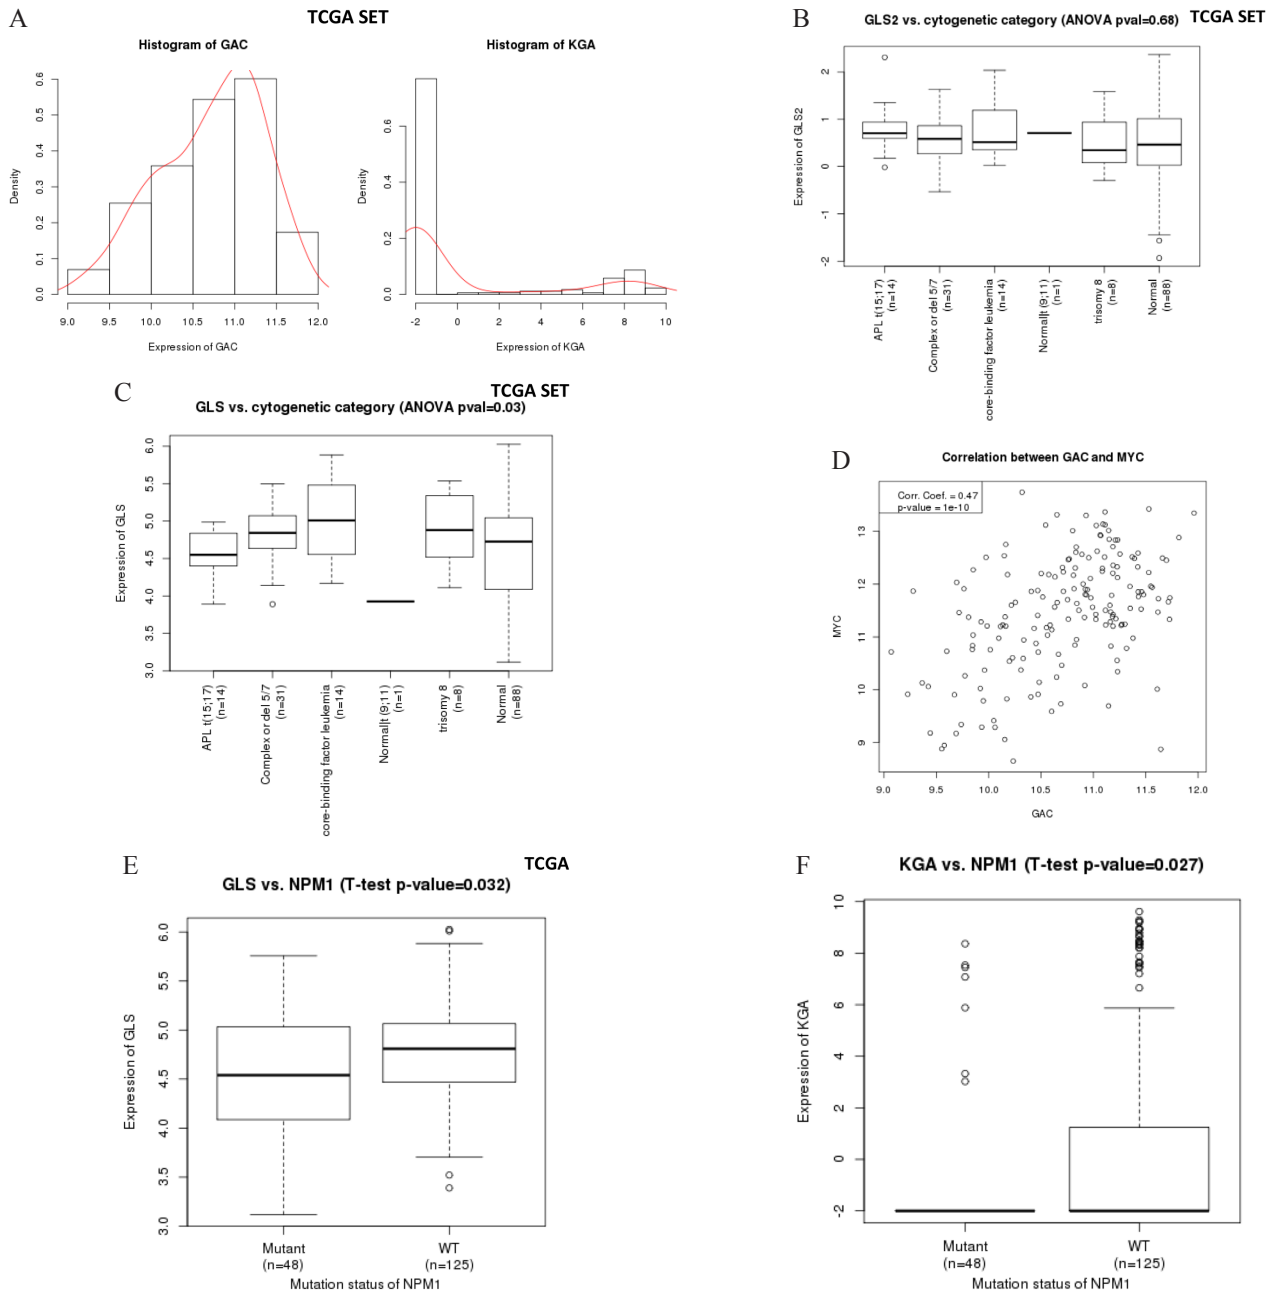 A
TCGA SET
Histogram of GAC
Density
0.0
0.1
0.2
0.3
0.4
0.5
0.6
9.0 9.5 10.0 10.5 11.0 11.5 12.0
Expression of GAC
Histogram of KGA
Density
0.0
0.2
0.4
0.6
-2 0 2 4 6 8 10
Expression of KGA
B
GLS2 vs. cytogenetic category (ANOVA pval=0.68)
TCGA SET
Expression of GLS2
-2
-1
0
1
2
APL t(15;17)
(n=14)
Complex or del 5/7
(n=31)
core-binding factor leukemia
(n=14)
Normal|t (9;11)
(n=1)
trisomy 8
(n=8)
Normal
(n=88)
C
TCGA SET
GLS vs. cytogenetic category (ANOVA pval=0.03)
Expression of GLS
3.0
3.5
4.0
4.5
5.0
5.5
6.0
APL t(15;17)
(n=14)
Complex or del 5/7
(n=31)
core-binding factor leukemia
(n=14)
Normal|t (9;11)
(n=1)
trisomy 8
(n=8)
Normal
(n=88)
D
Correlation between GAC and MYC
Corr. Coef. = 0.47
p-value = 1e-10
MYC
9
10
11
12
13
9.0 9.5 10.0 10.5 11.0 11.5 12.0
GAC
E
TCGA
GLS vs. NPM1 (T-test p-value=0.032)
Expression of GLS
3.0
3.5
4.0
4.5
5.0
5.5
6.0
Mutant
(n=48)
WT
(n=125)
Mutation status of NPM1
F
KGA vs. NPM1 (T-test p-value=0.027)
Expression of KGA
-2
0
2
4
6
8
10
Mutant
(n=48)
WT
(n=125)
Mutation status of NPM1